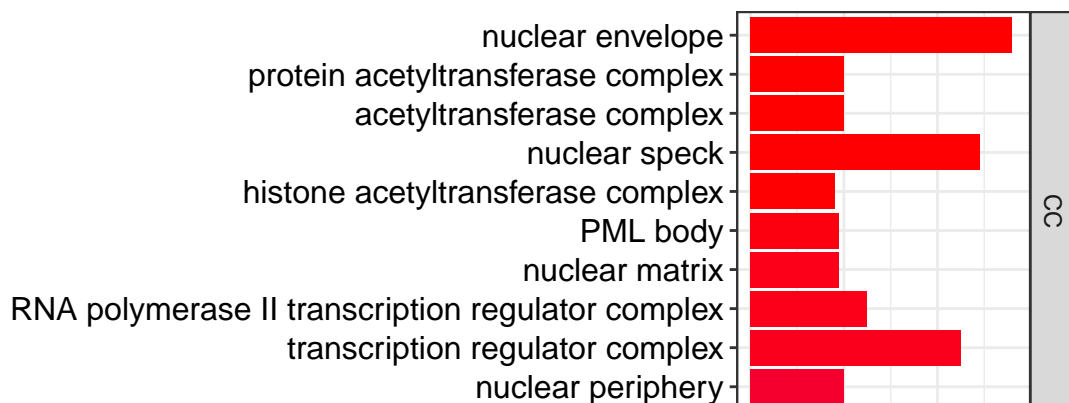 nuclear envelope
protein acetyltransferase complex
acetyltransferase complex
nuclear speck
histone acetyltransferase complex
PML body
nuclear matrix
RNA polymerase II transcription regulator complex
transcription regulator complex
nuclear periphery
CC